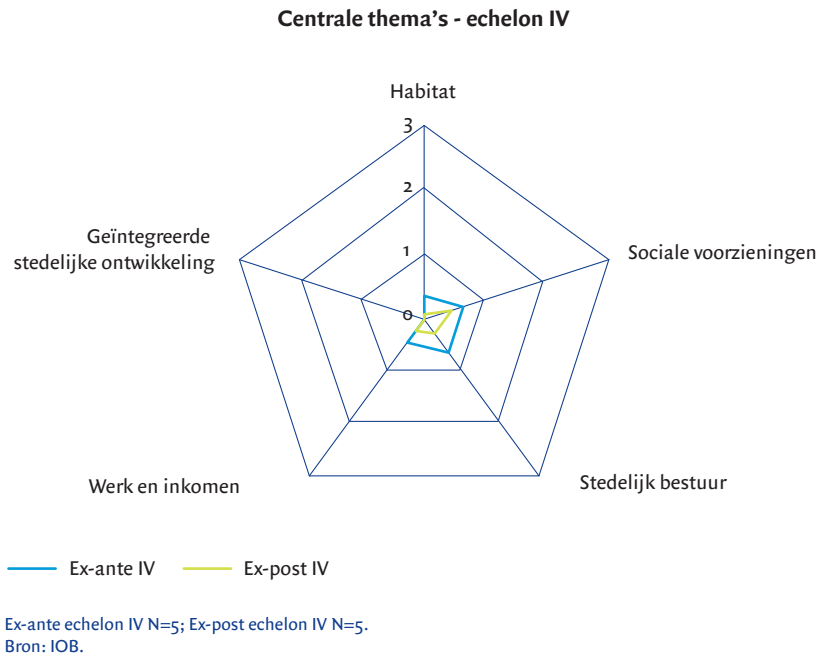 Centrale thema's - echelon IV
Habitat
3
2
1
0
Geïntegreerde
stedelijke ontwikkeling
Sociale voorzieningen
Werk en inkomen
Stedelijk bestuur
Ex-ante IV
Ex-post IV
Ex-ante echelon IV N=5; Ex-post echelon IV N=5.
Bron: IOB.